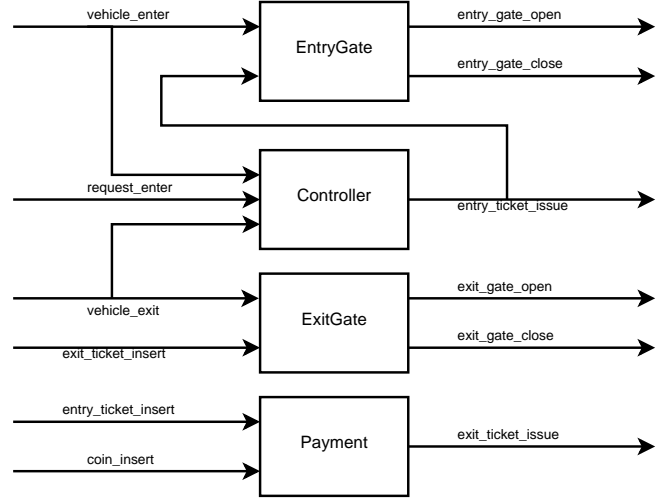 vehicle_enter
entry_gate_open
EntryGate
entry_gate_close
request_enter
Controller
entry_ticket_issue
vehicle_exit
exit_gate_open
ExitGate
exit_ticket_insert
exit_gate_close
entry_ticket_insert
Payment
exit_ticket_issue
coin_insert